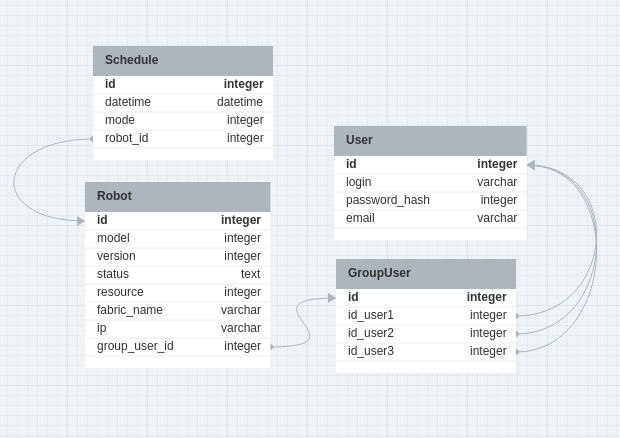 Schedule
id integer
datetime datetime
mode integer
robot_id integer
Robot
id integer
model integer
version integer
status text
resource integer
fabric_name varchar
ip varchar
group_user_id integer
User
id integer
login varchar
password_hash integer
email varchar
GroupUser
id integer
id_user1 integer
id_user2 integer
id_user3 integer